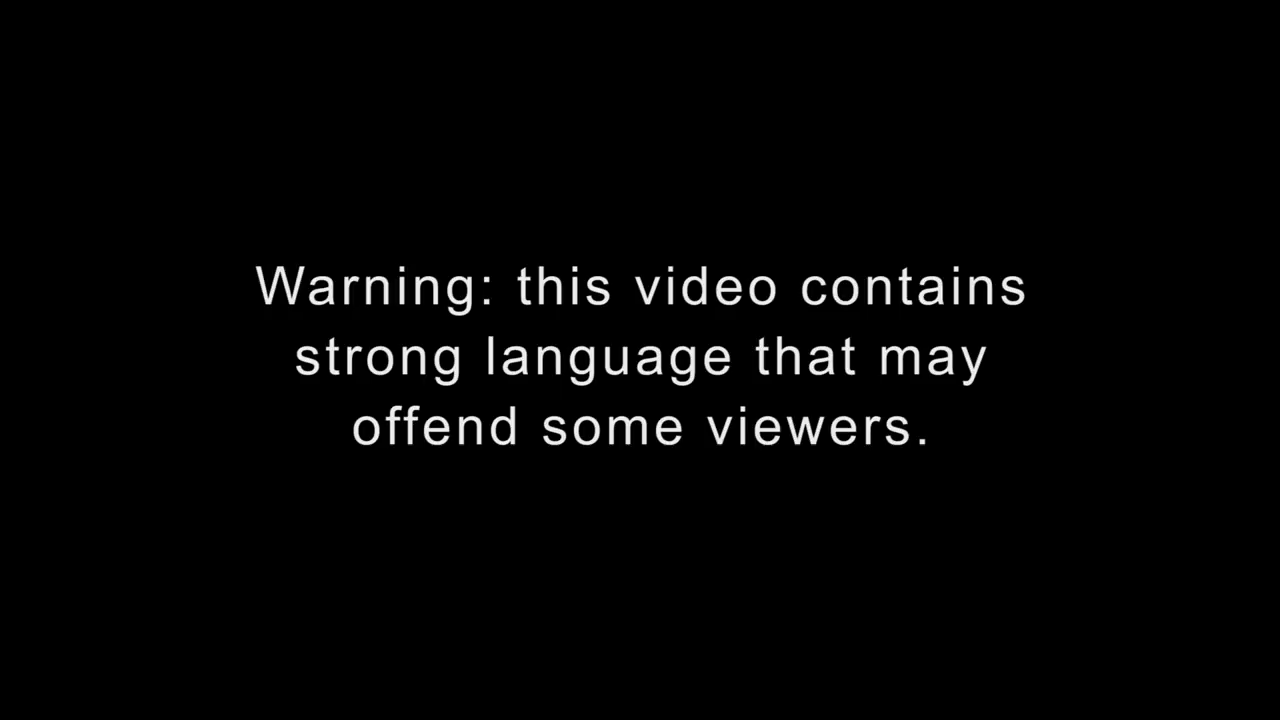 Warning: this video contains
strong language that may
offend some viewers.